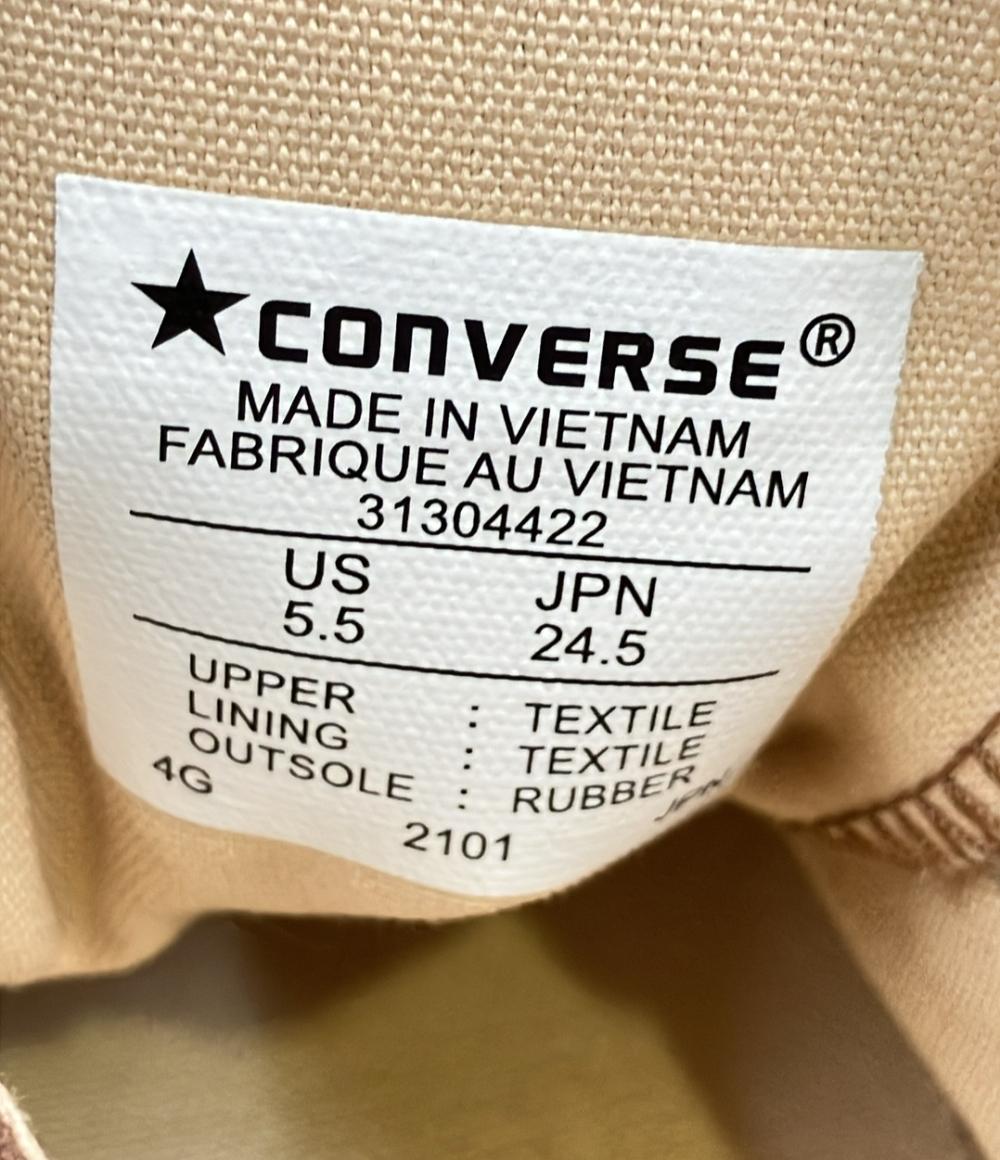 ★CONVERSE®
MADE IN VIETNAM
FABRIQUE AU VIETNAM
31304422
US JPN
5.5 24.5
UPPER : TEXTILE
LINING : TEXTILE
OUTSOLE : RUBBER
4G 2101 JPN